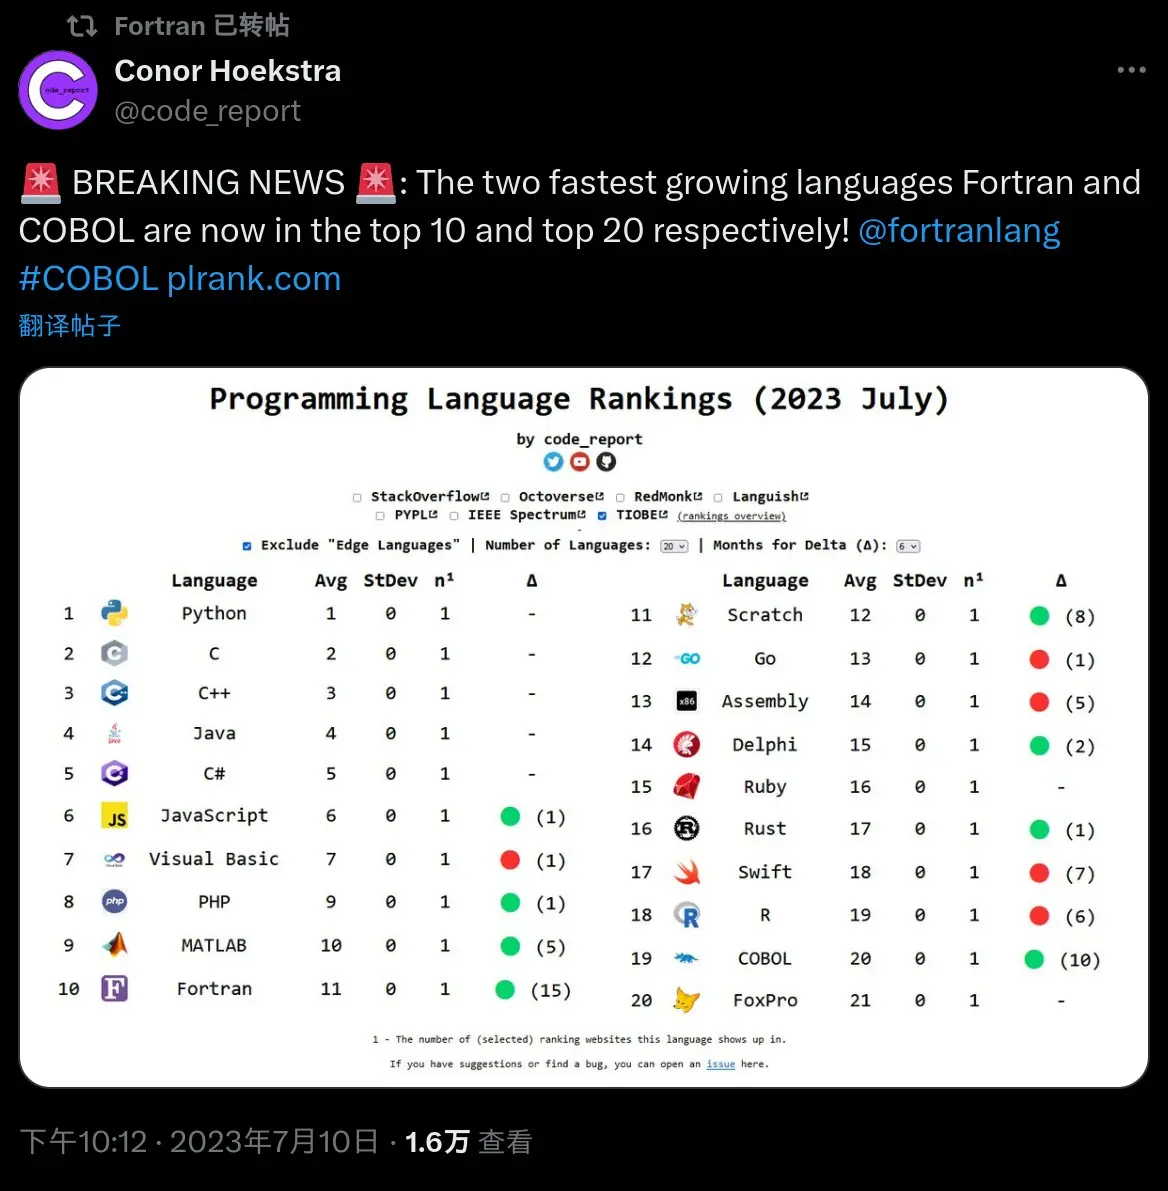 Fortran 已转帖
Conor Hoekstra
@code_report
🚨 BREAKING NEWS 🚨: The two fastest growing languages Fortran and
COBOL are now in the top 10 and top 20 respectively! @fortranlang
#COBOL plrank.com
翻译帖子
Programming Language Rankings (2023 July)
by code_report
StackOverflow Octoverse RedMonk Languish
PYPL IEEE Spectrum TIOBE (rankings overview)
Exclude "Edge Languages" | Number of Languages: 20 | Months for Delta (Δ): 6
Language Avg StDev n¹ Δ
1 Python 1 0 1 -
2 C 2 0 1 -
3 C++ 3 0 1 -
4 Java 4 0 1 -
5 C# 5 0 1 -
6 JS JavaScript 6 0 1 (1)
7 Visual Basic 7 0 1 (1)
8 php PHP 9 0 1 (1)
9 MATLAB 10 0 1 (5)
10 F Fortran 11 0 1 (15)
Language Avg StDev n¹ Δ
11 Scratch 12 0 1 (8)
12 GO Go 13 0 1 (1)
13 x86 Assembly 14 0 1 (5)
14 Delphi 15 0 1 (2)
15 Ruby 16 0 1 -
16 R Rust 17 0 1 (1)
17 Swift 18 0 1 (7)
18 R R 19 0 1 (6)
19 COBOL 20 0 1 (10)
20 FoxPro 21 0 1 -
1 - The number of (selected) ranking websites this language shows up in.
If you have suggestions or find a bug, you can open an issue here.
下午10:12 · 2023年7月10日 · 1.6万 查看